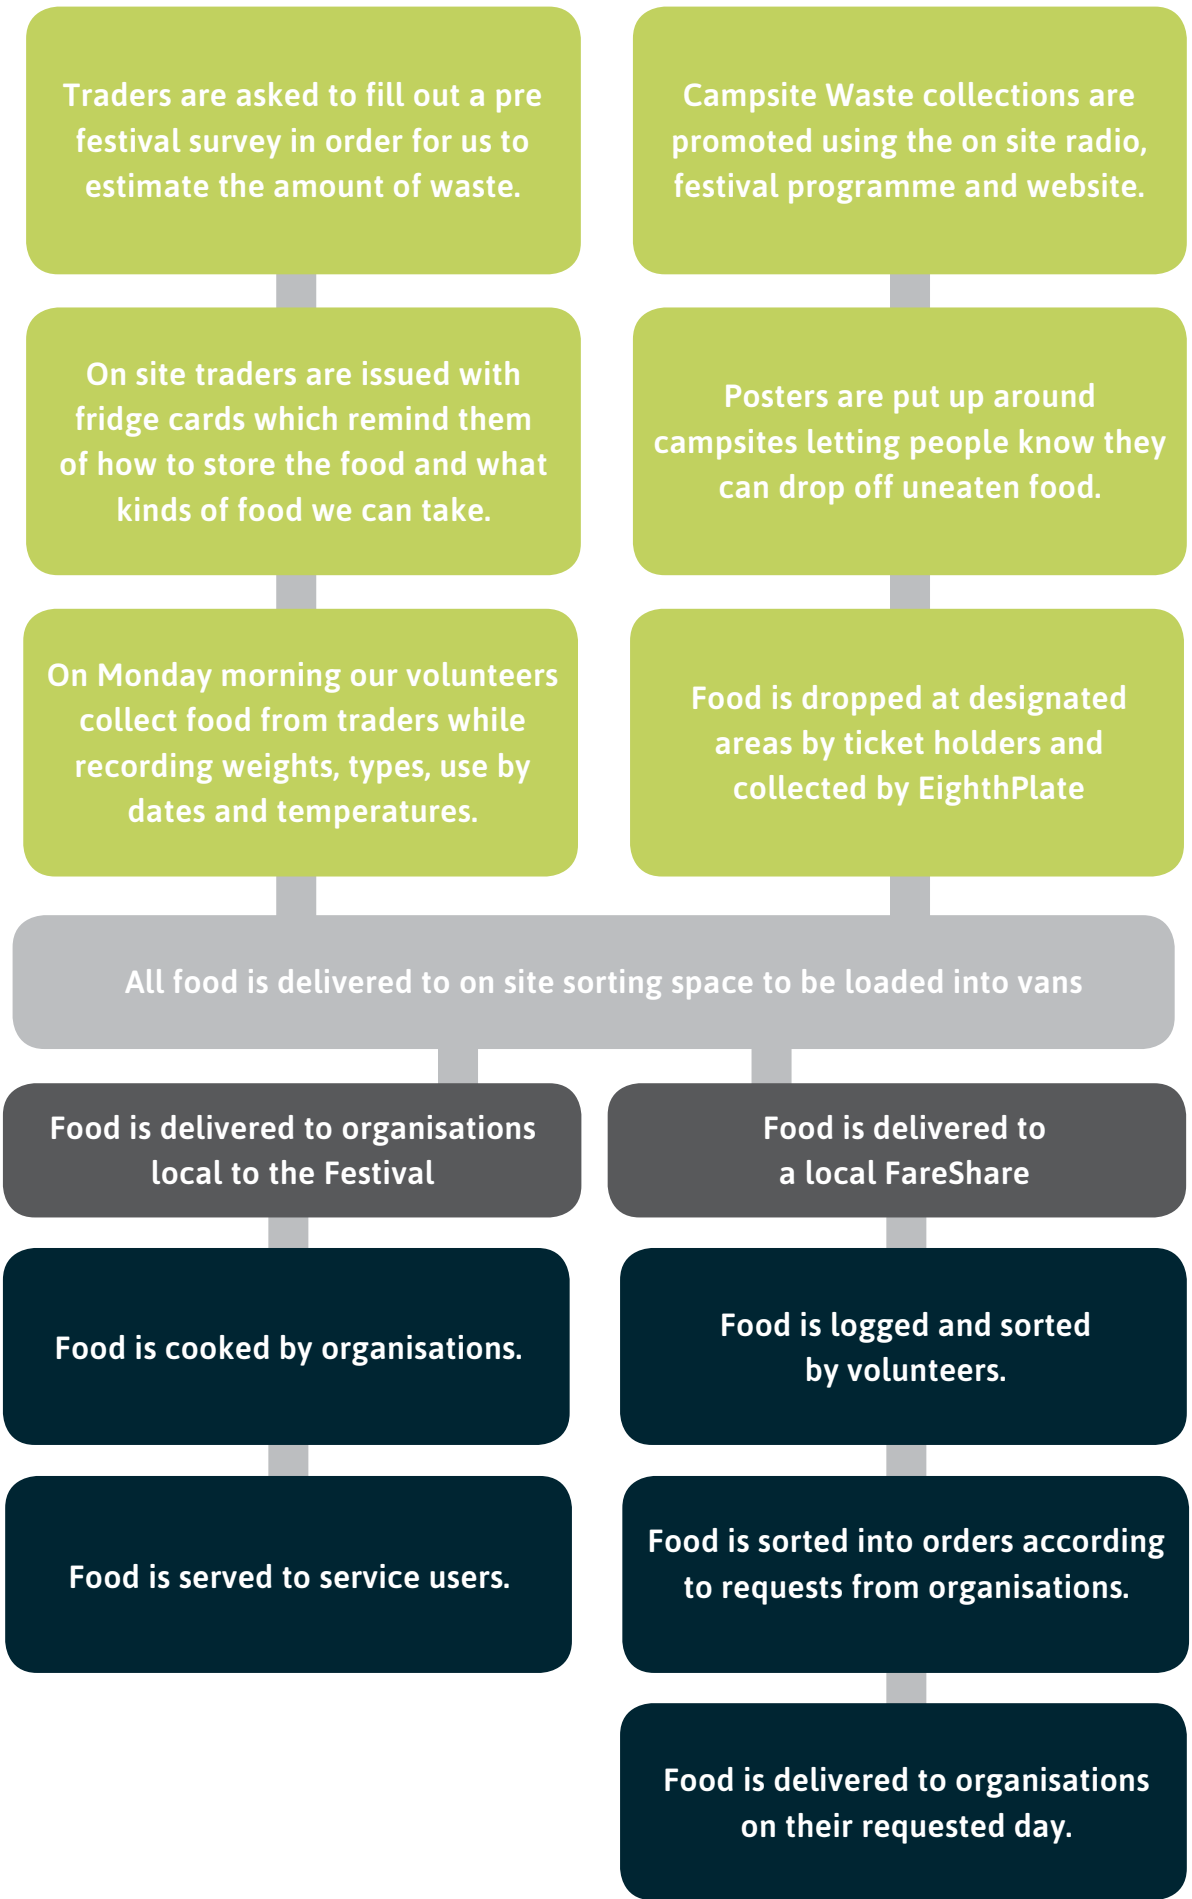 Traders are asked to fill out a pre
festival survey in order for us to
estimate the amount of waste.
Campsite Waste collections are
promoted using the on site radio,
festival programme and website.
On site traders are issued with
fridge cards which remind them
of how to store the food and what
kinds of food we can take.
Posters are put up around
campsites letting people know they
can drop off uneaten food.
On Monday morning our volunteers
collect food from traders while
recording weights, types, use by
dates and temperatures.
Food is dropped at designated
areas by ticket holders and
collected by EighthPlate
All food is delivered to on site sorting space to be loaded into vans
Food is delivered to organisations
local to the Festival
Food is delivered to
a local FareShare
Food is cooked by organisations.
Food is logged and sorted
by volunteers.
Food is served to service users.
Food is sorted into orders according
to requests from organisations.
Food is delivered to organisations
on their requested day.